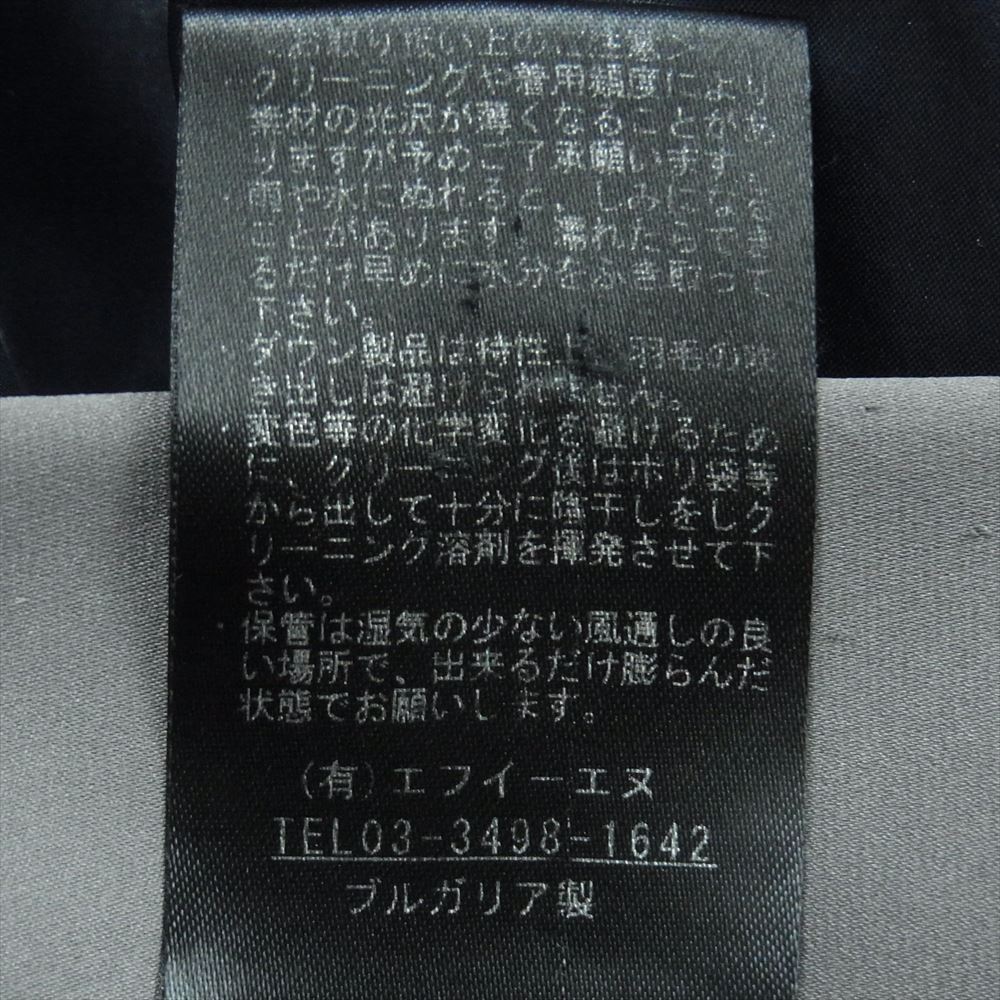 お取り扱い上のご注意
クリーニングや着用頻度により
素材の光沢が薄くなることがあ
りますが予めご了承願います。
雨や水にぬれると、しみになる
ことがあります。濡れたらでき
るだけ早めに水分をふき取って
下さい。
ダウン製品は特性上、羽毛の吹
き出しは避けられません。
変色等の化学変化を避けるため
に、クリーニング後はポリ袋等
から出して十分に陰干しをしク
リーニング溶剤を揮発させて下
さい。
保管は湿気の少ない風通しの良
い場所で、出来るだけ膨らんだ
状態でお願いします。
(有)エフイーエヌ
TEL03-3498-1642
ブルガリア製